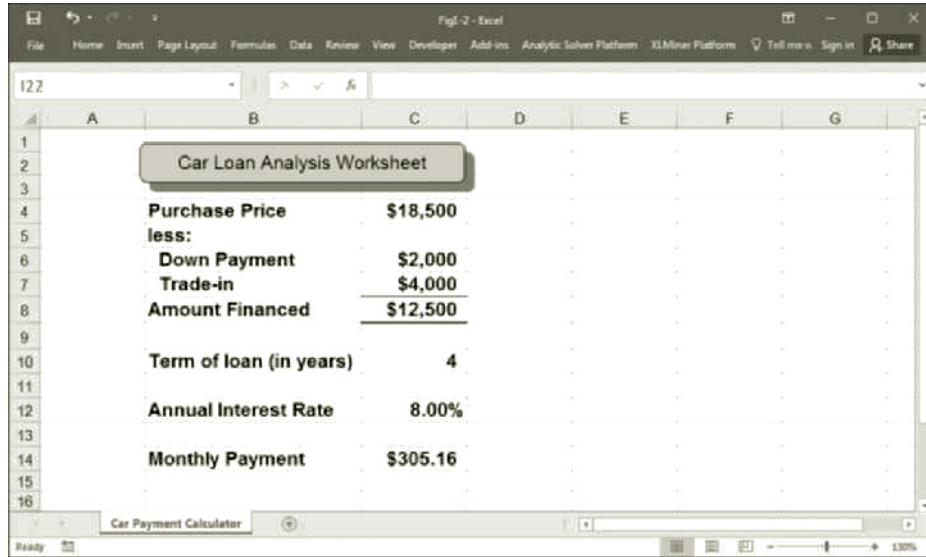 Fig1-2 - Excel
File Home Insert Page Layout Formulas Data Review View Developer Add-ins Analytic Solver Platform XLMiner Platform Tell me Sign in Share
I22 fx
A B C D E F G
1
2 Car Loan Analysis Worksheet
3
4 Purchase Price $18,500
5 less:
6 Down Payment $2,000
7 Trade-in $4,000
8 Amount Financed $12,500
9
10 Term of loan (in years) 4
11
12 Annual Interest Rate 8.00%
13
14 Monthly Payment $305.16
15
16
Car Payment Calculator
Ready 130%